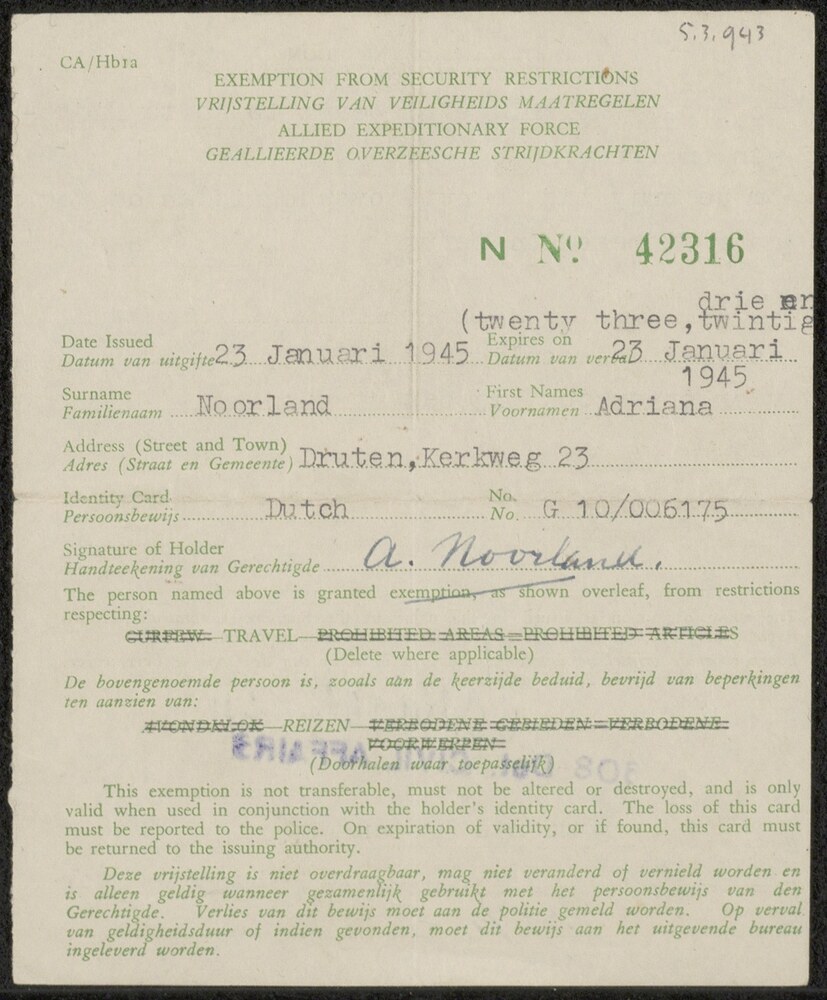 5.3.943
CA/Hb1a
EXEMPTION FROM SECURITY RESTRICTIONS
VRIJSTELLING VAN VEILIGHEIDS MAATREGELEN
ALLIED EXPEDITIONARY FORCE
GEALLIEERDE OVERZEESCHE STRIJDKRACHTEN
N Nº 42316
drie en
(twenty three, twintig
Date Issued Expires on
Datum van uitgifte 23 Januari 1945 Datum van verval 23 Januari
1945
Surname First Names
Familienaam Noorland Voornamen Adriana
Address (Street and Town)
Adres (Straat en Gemeente) Druten, Kerkweg 23
Identity Card No.
Persoonsbewijs Dutch No. G 10/006175
Signature of Holder
Handteekening van Gerechtigde A. Noorland.
The person named above is granted exemption, as shown overleaf, from restrictions
respecting:
CURFEW— TRAVEL—PROHIBITED AREAS—PROHIBITED ARTICLES
(Delete where applicable)
De bovengenoemde persoon is, zooals aan de keerzijde beduid, bevrijd van beperkingen
ten aanzien van:
AVONDKLOK—REIZEN—VERBODENE GEBIEDEN—VERBODENE
VOORWERPEN
(Doorhalen waar toepasselijk)
This exemption is not transferable, must not be altered or destroyed, and is only
valid when used in conjunction with the holder's identity card. The loss of this card
must be reported to the police. On expiration of validity, or if found, this card must
be returned to the issuing authority.
Deze vrijstelling is niet overdraagbaar, mag niet veranderd of vernield worden en
is alleen geldig wanneer gezamenlijk gebruikt met het persoonsbewijs van den
Gerechtigde. Verlies van dit bewijs moet aan de politie gemeld worden. Op verval
van geldigheidsduur of indien gevonden, moet dit bewijs aan het uitgevende bureau
ingeleverd worden.